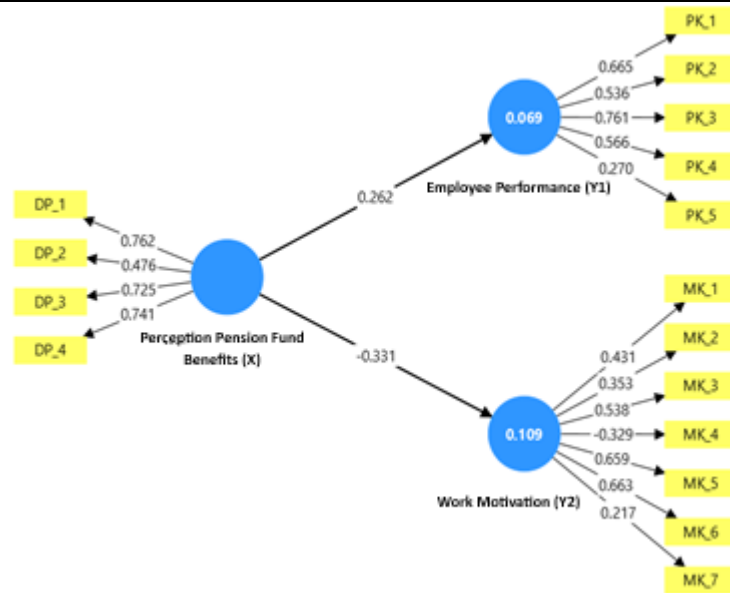 PK_1
0.665
PK_2
0.536
0.069
0.761
PK_3
0.566
PK_4
0.270
Employee Performance (Y1)
PK_5
0.262
DP_1
0.762
DP_2
0.476
DP_3
0.725
0.741
DP_4
Perception Pension Fund
Benefits (X)
-0.331
MK_1
MK_2
0.431
0.353
MK_3
0.538
0.109
-0.329
MK_4
0.659
MK_5
0.663
Work Motivation (Y2)
0.217
MK_6
MK_7